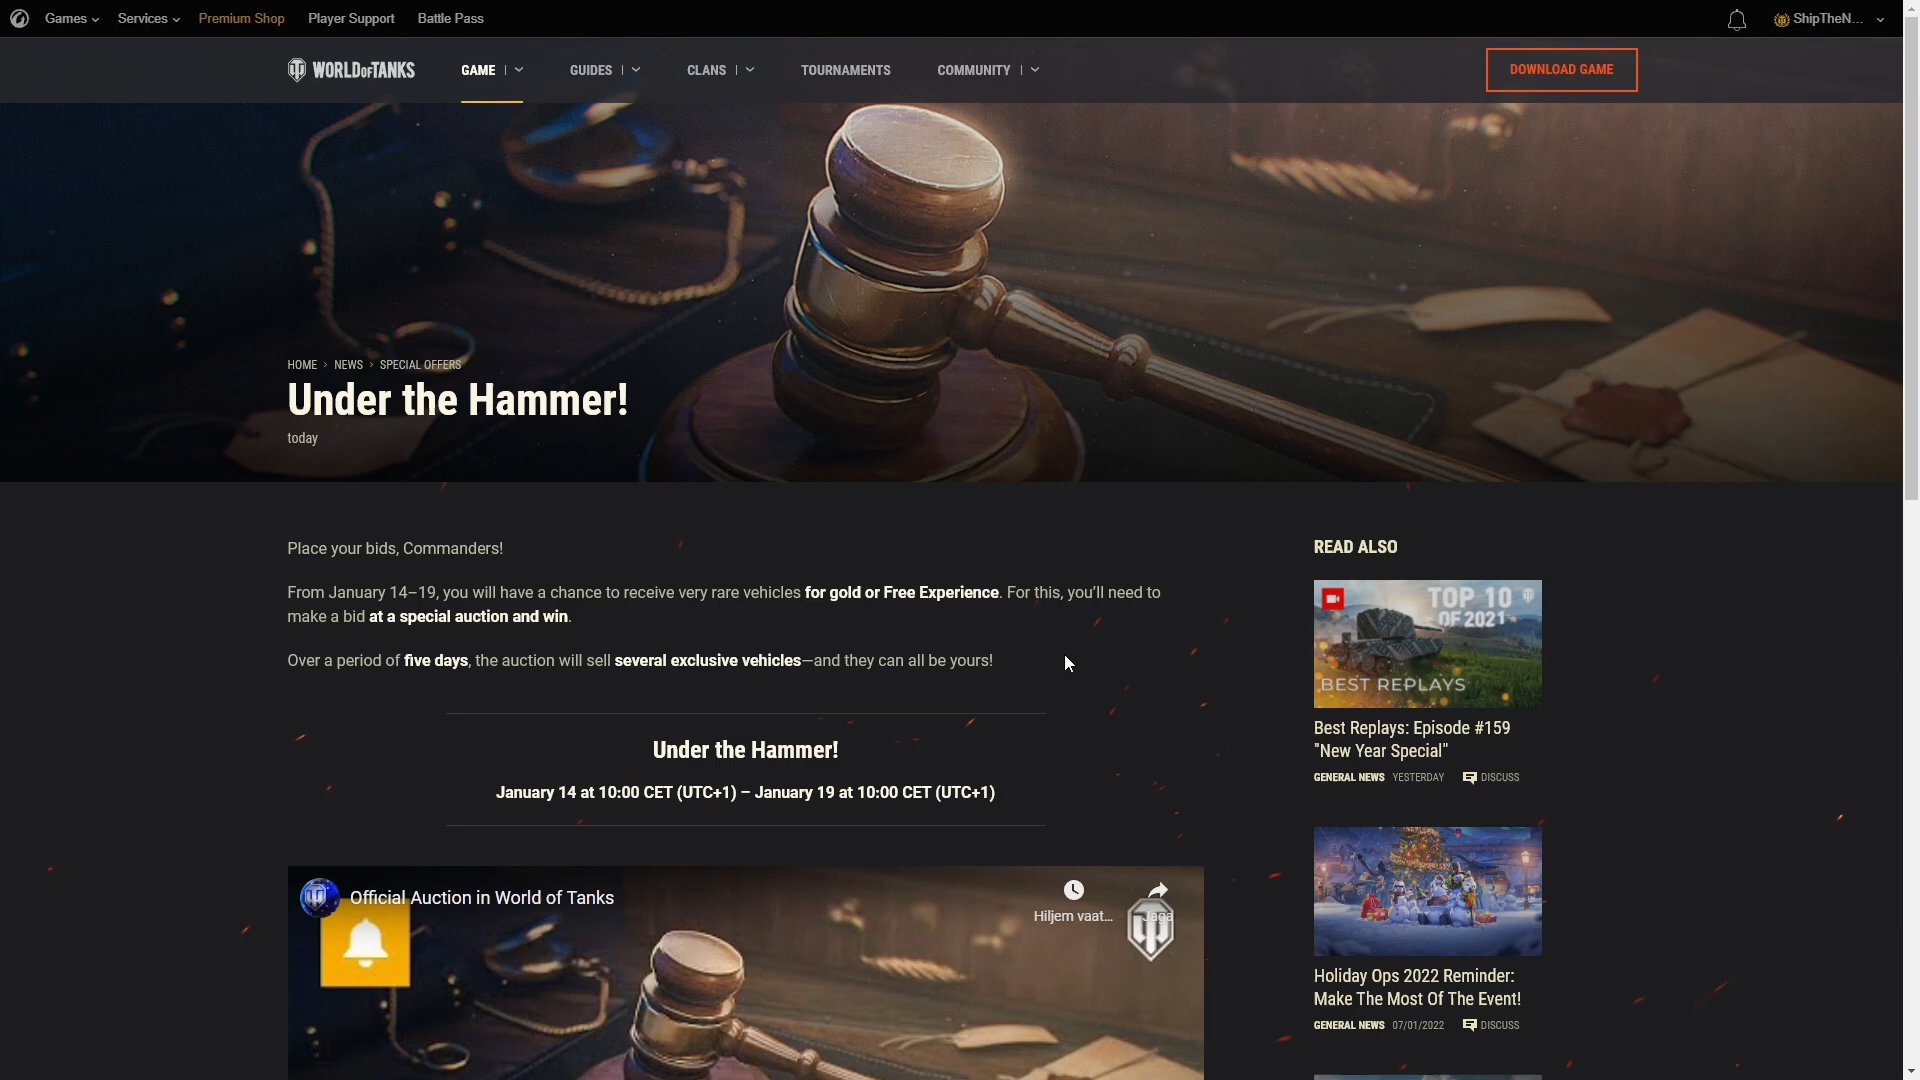 Games
Services
Premium Shop
Player Support
Battle Pass
ShipTheN...
WORLD OF TANKS
GAME
GUIDES
CLANS
TOURNAMENTS
COMMUNITY
DOWNLOAD GAME
HOME > NEWS > SPECIAL OFFERS
Under the Hammer!
today
Place your bids, Commanders!
From January 14–19, you will have a chance to receive very rare vehicles for gold or Free Experience. For this, you’ll need to
make a bid at a special auction and win.
Over a period of five days, the auction will sell several exclusive vehicles—and they can all be yours!
Under the Hammer!
January 14 at 10:00 CET (UTC+1) – January 19 at 10:00 CET (UTC+1)
Official Auction in World of Tanks
Hiljem vaat...
Jaga
READ ALSO
TOP 10
OF 2021
BEST REPLAYS
Best Replays: Episode #159
"New Year Special"
GENERAL NEWS YESTERDAY DISCUSS
Holiday Ops 2022 Reminder:
Make The Most Of The Event!
GENERAL NEWS 07/01/2022 DISCUSS